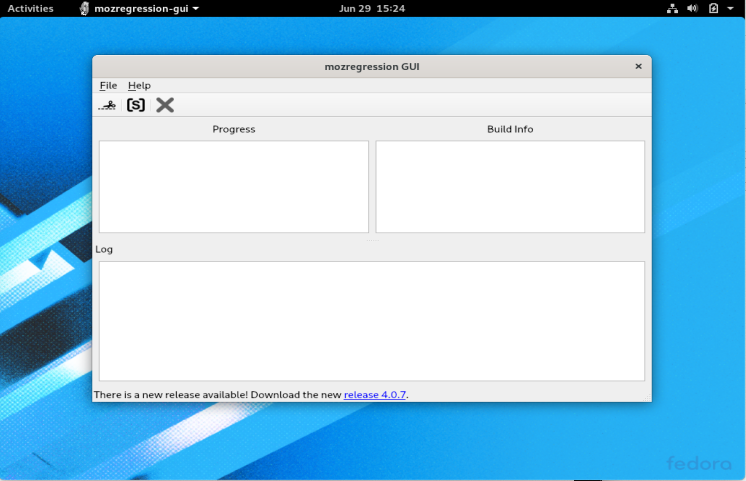 Activities mozregression-gui Jun 29 15:24
mozregression GUI
File Help
[S]
Progress Build Info
Log
There is a new release available! Download the new release 4.0.7.
fedora